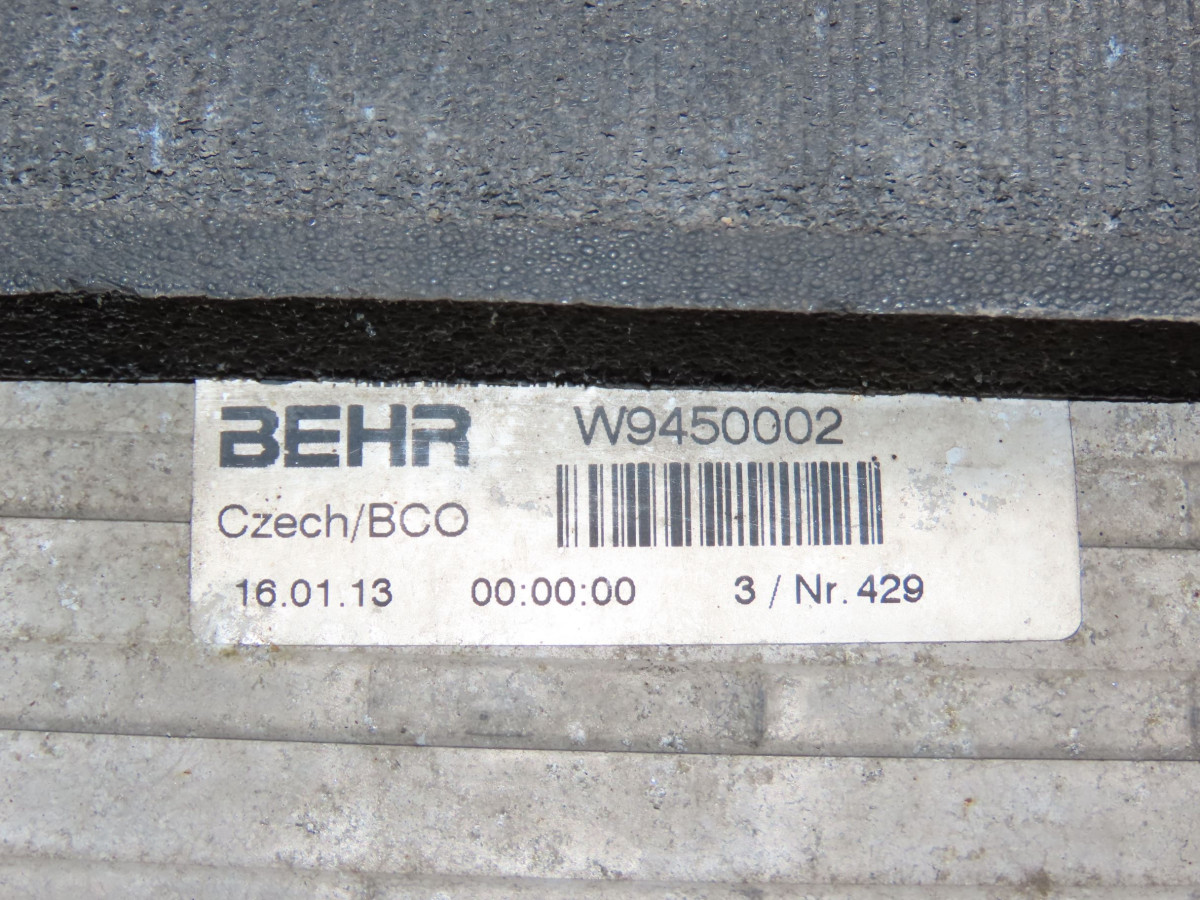 BEHR W9450002
Czech/BCO
16.01.13 00:00:00 3 / Nr. 429